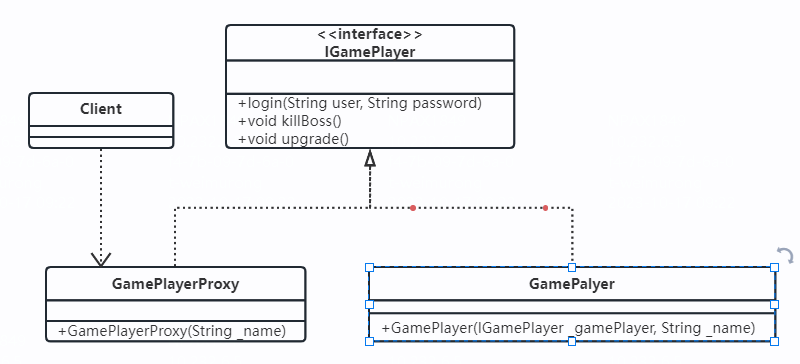 <<interface>>
IGamePlayer
+login(String user, String password)
+void killBoss()
+void upgrade()
Client
GamePlayerProxy
+GamePlayerProxy(String _name)
GamePalyer
+GamePlayer(IGamePlayer _gamePlayer, String _name)